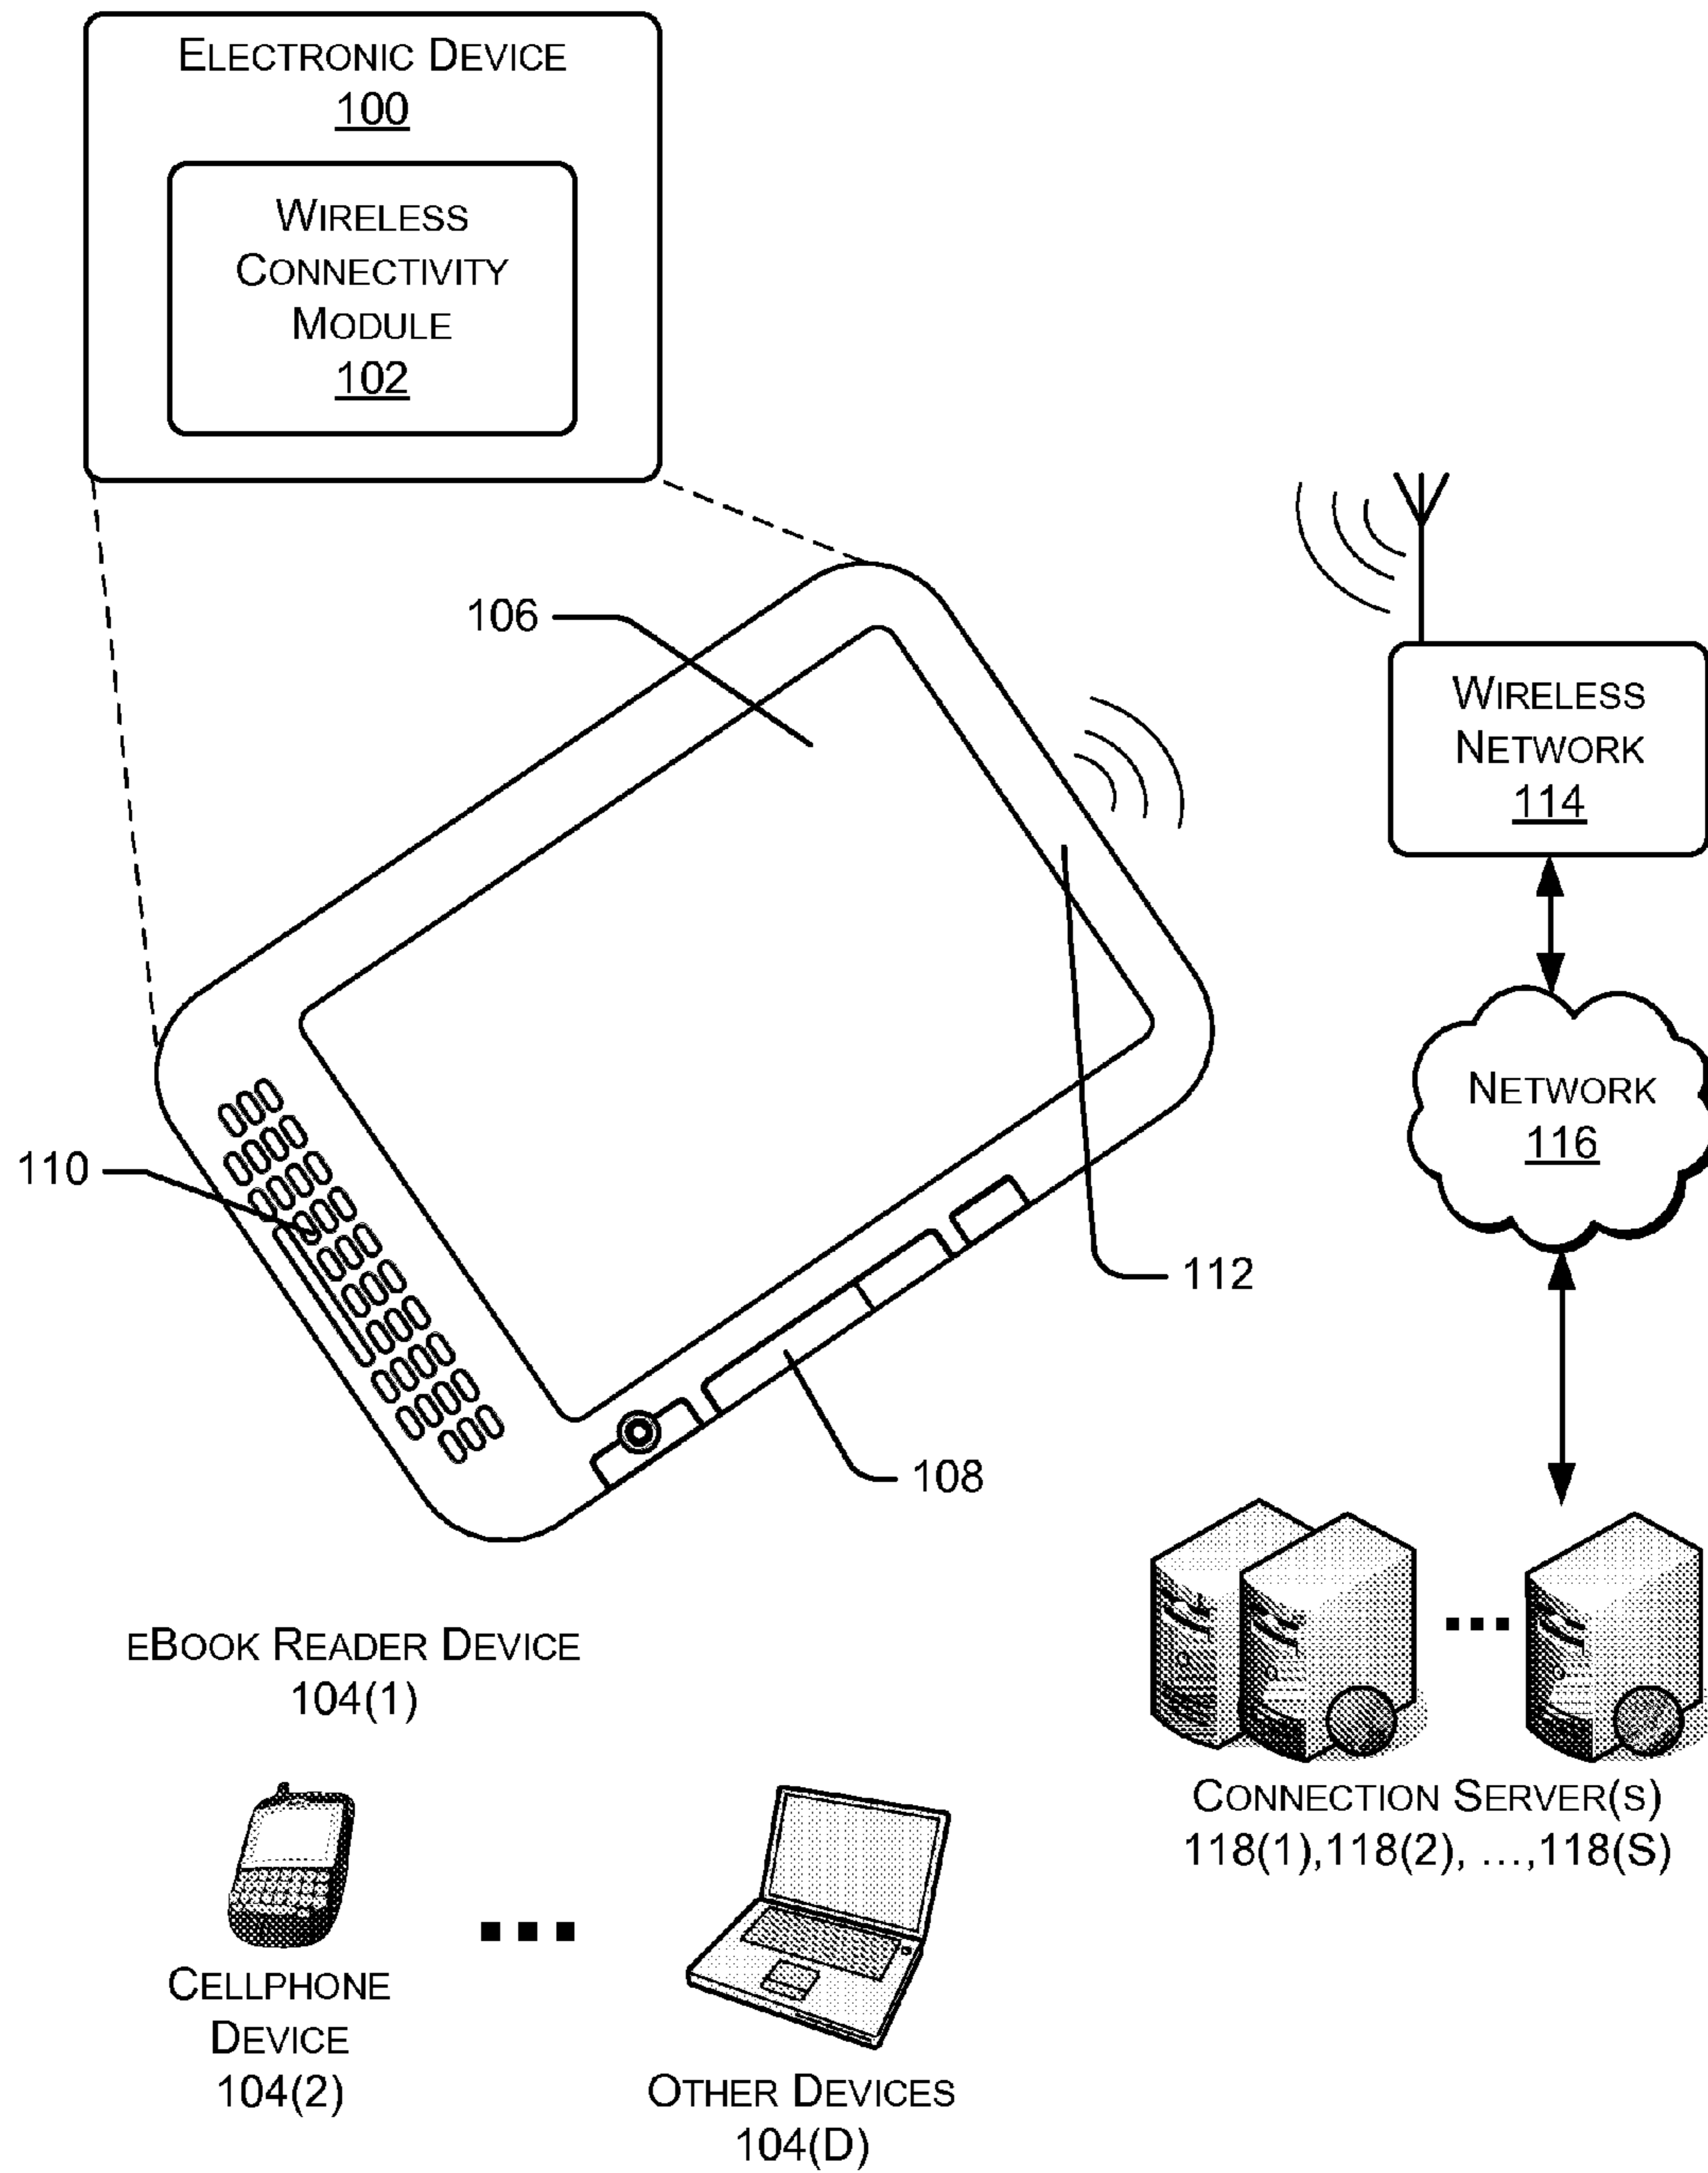 ELECTRONIC DEVICE
100
WIRELESS
CONNECTIVITY
MODULE
102
106
WIRELESS
NETWORK
114
NETWORK
116
110
112
108
EBOOK READER DEVICE
104(1)
CONNECTION SERVER(S)
118(1),118(2), ...,118(S)
CELLPHONE
DEVICE
104(2)
OTHER DEVICES
104(D)